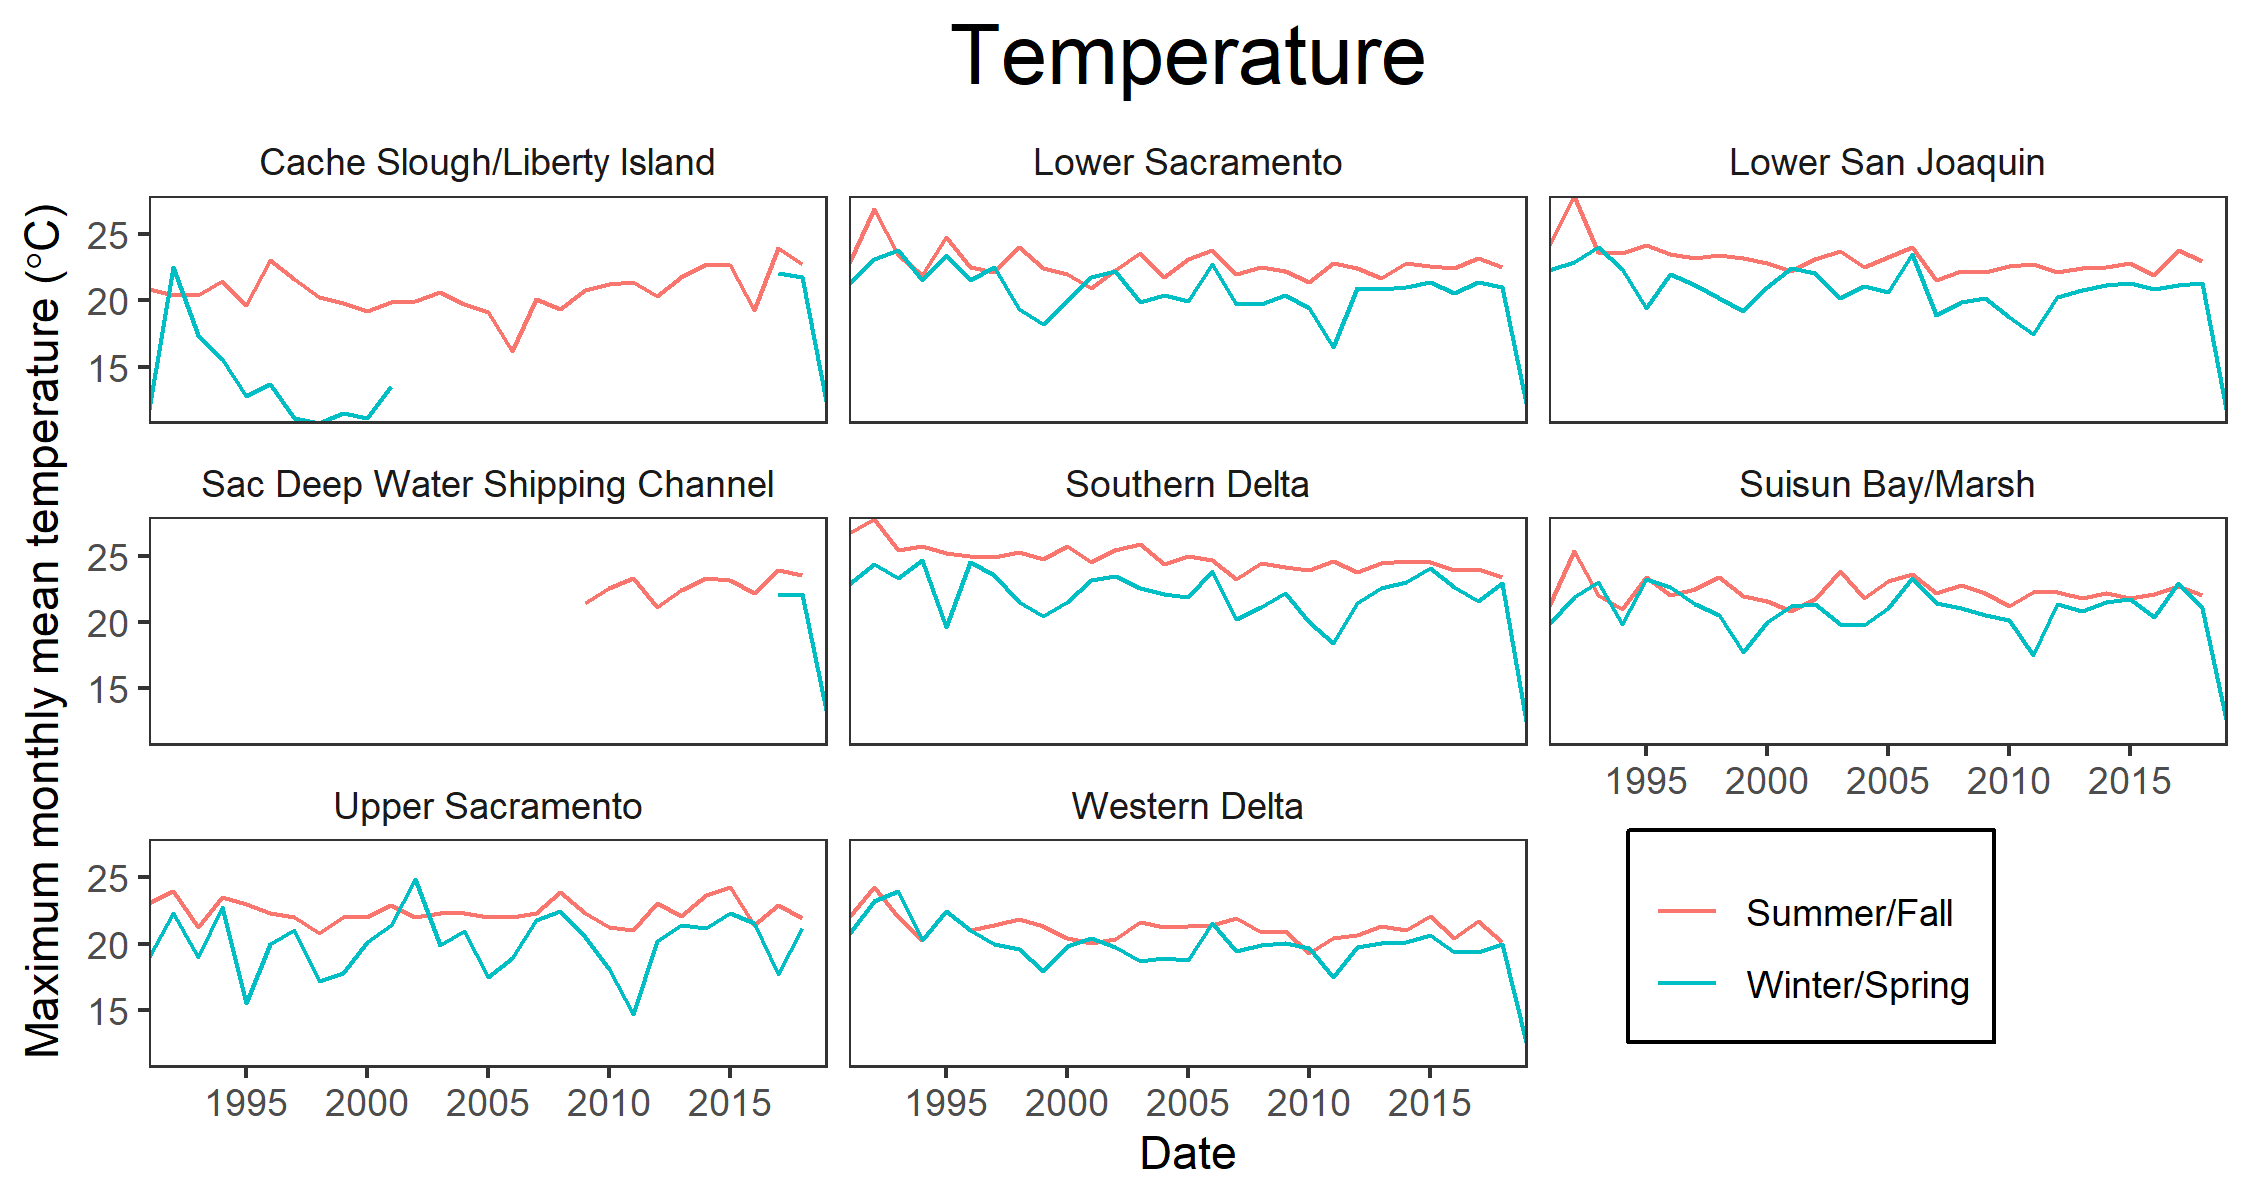 Temperature
Cache Slough/Liberty Island
Lower Sacramento
Lower San Joaquin
25
20
15
Sac Deep Water Shipping Channel
Southern Delta
Suisun Bay/Marsh
25
20
15
1995 2000 2005 2010 2015
Upper Sacramento
Western Delta
25
20
15
1995 2000 2005 2010 2015
1995 2000 2005 2010 2015
Summer/Fall
Winter/Spring
Date
Maximum monthly mean temperature (°C)